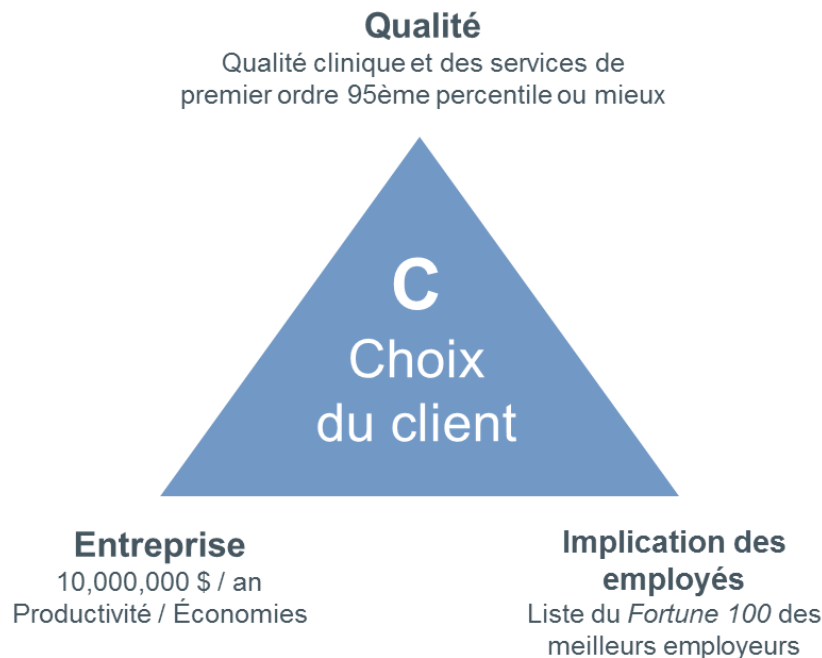 Qualité
Qualité clinique et des services de
premier ordre 95ème percentile ou mieux
C
Choix
du client
Entreprise
10,000,000 $ / an
Productivité / Économies
Implication des
employés
Liste du Fortune 100 des
meilleurs employeurs